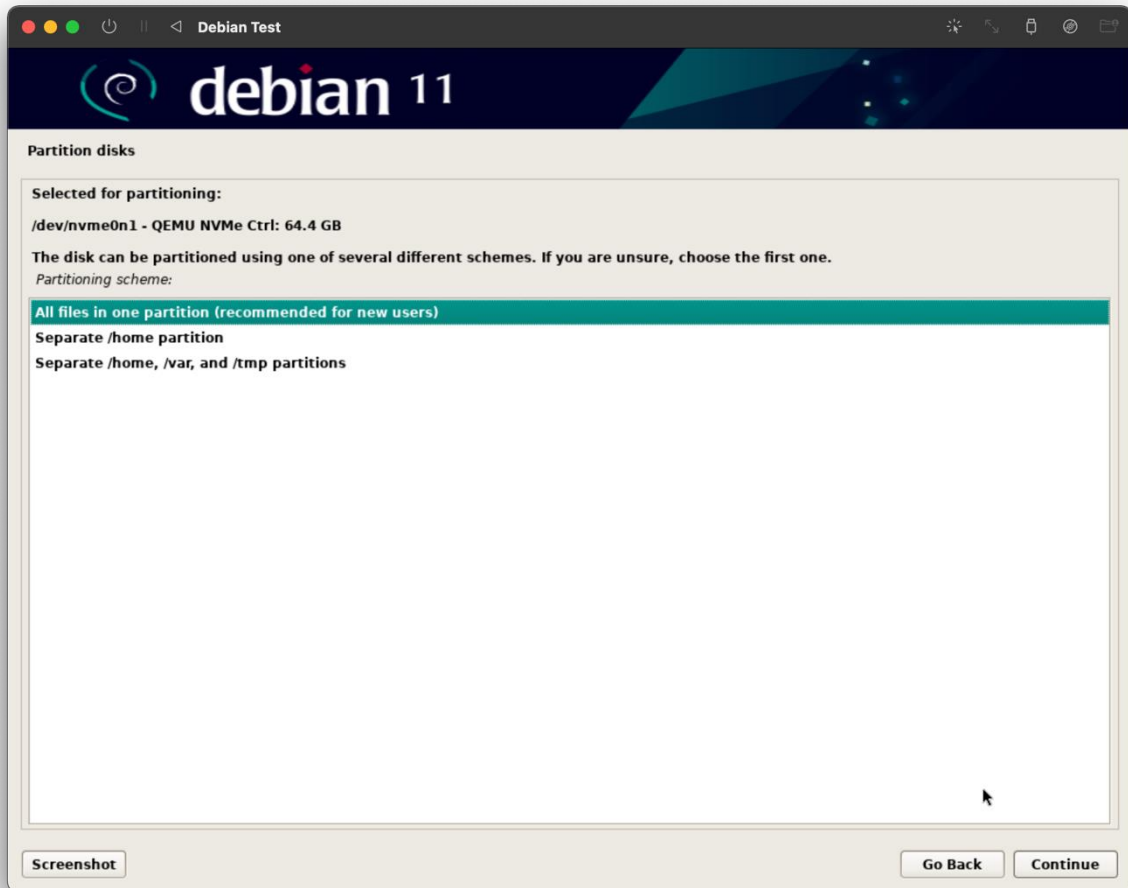 Debian Test
debian 11
Partition disks
Selected for partitioning:
/dev/nvme0n1 - QEMU NVMe Ctrl: 64.4 GB
The disk can be partitioned using one of several different schemes. If you are unsure, choose the first one.
Partitioning scheme:
All files in one partition (recommended for new users)
Separate /home partition
Separate /home, /var, and /tmp partitions
Screenshot
Go Back
Continue